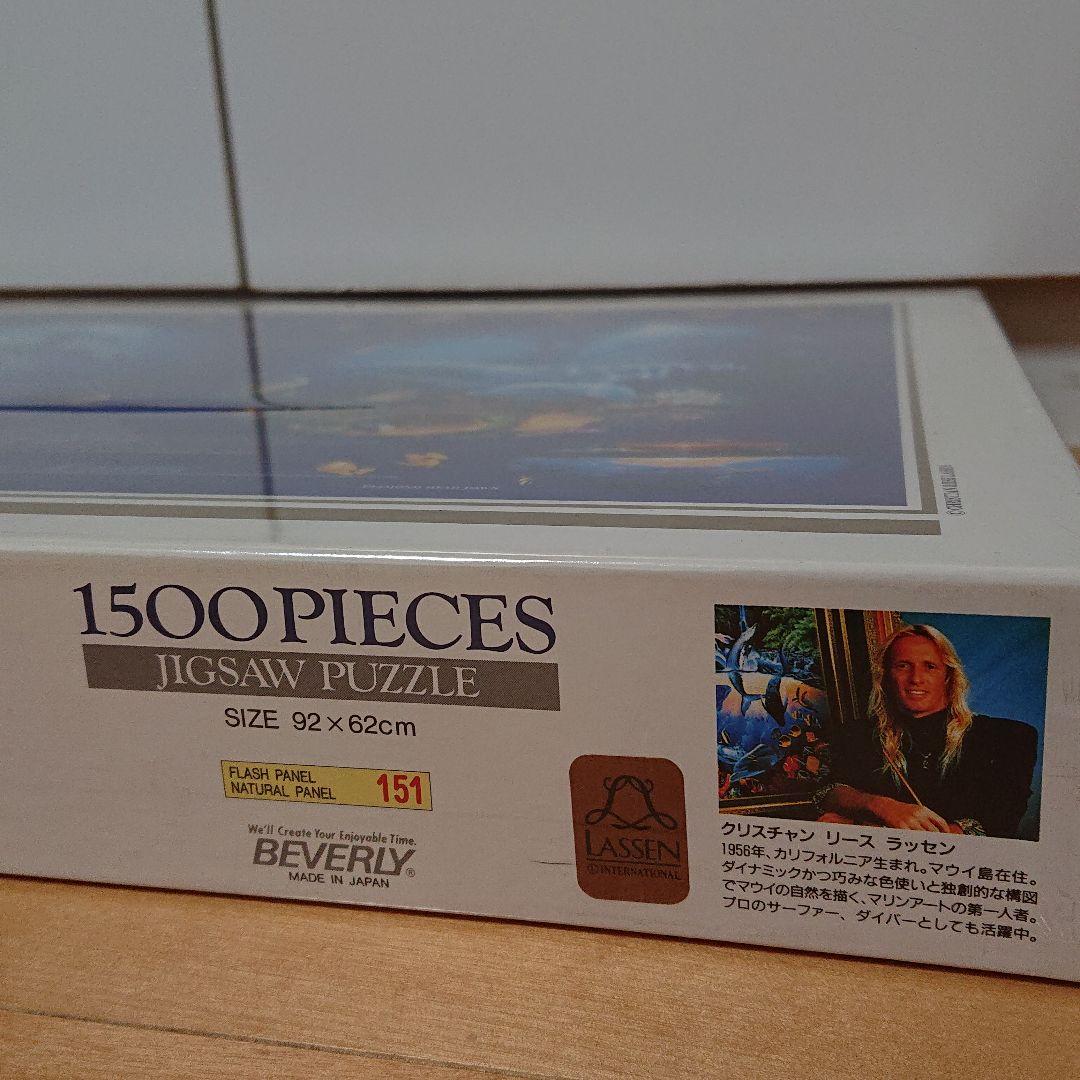 DIAMOND HEAD DAWN
1500 PIECES
JIGSAW PUZZLE
SIZE 92×62cm
FLASH PANEL
NATURAL PANEL 151
We'll Create Your Enjoyable Time.
BEVERLY®
MADE IN JAPAN
LASSEN
INTERNATIONAL
クリスチャン リース ラッセン
1956年、カリフォルニア生まれ。マウイ島在住。
ダイナミックかつ巧みな色使いと独創的な構図
でマウイの自然を描く、マリンアートの第一人者。
プロのサーファー、ダイバーとしても活躍中。